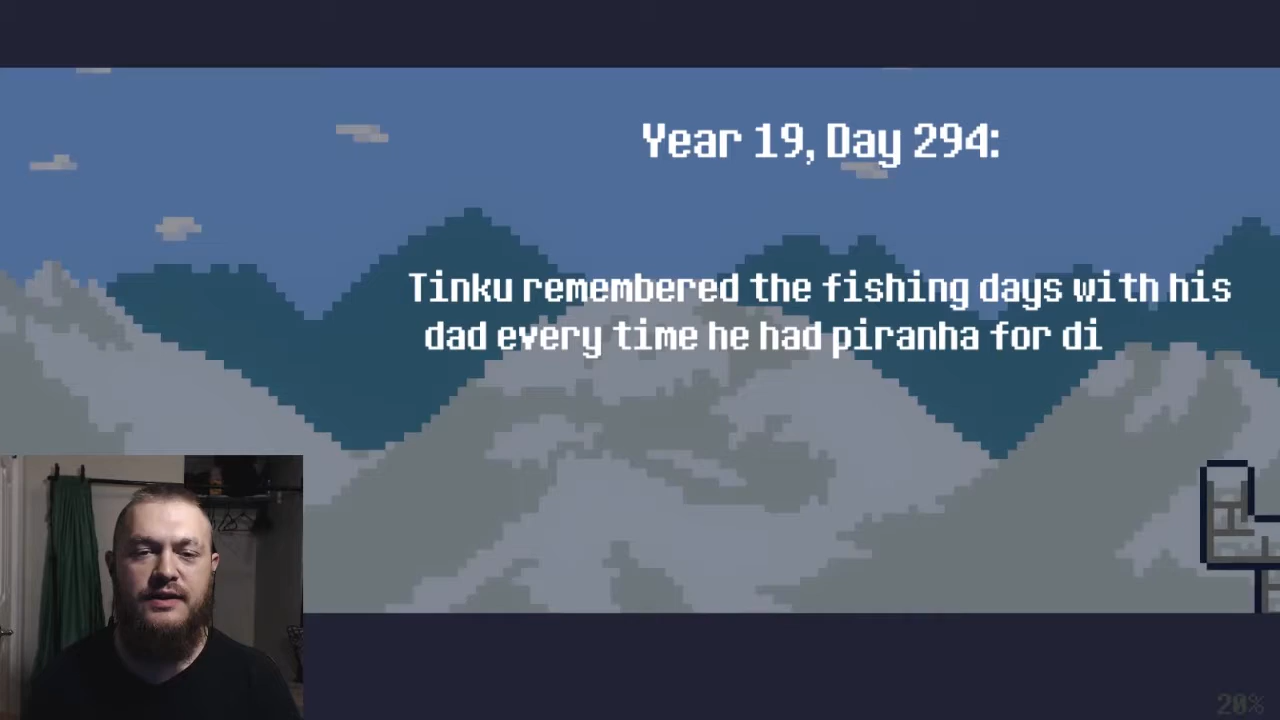 Year 19, Day 294:
Tinku remembered the fishing days with his
dad every time he had piranha for di
20%